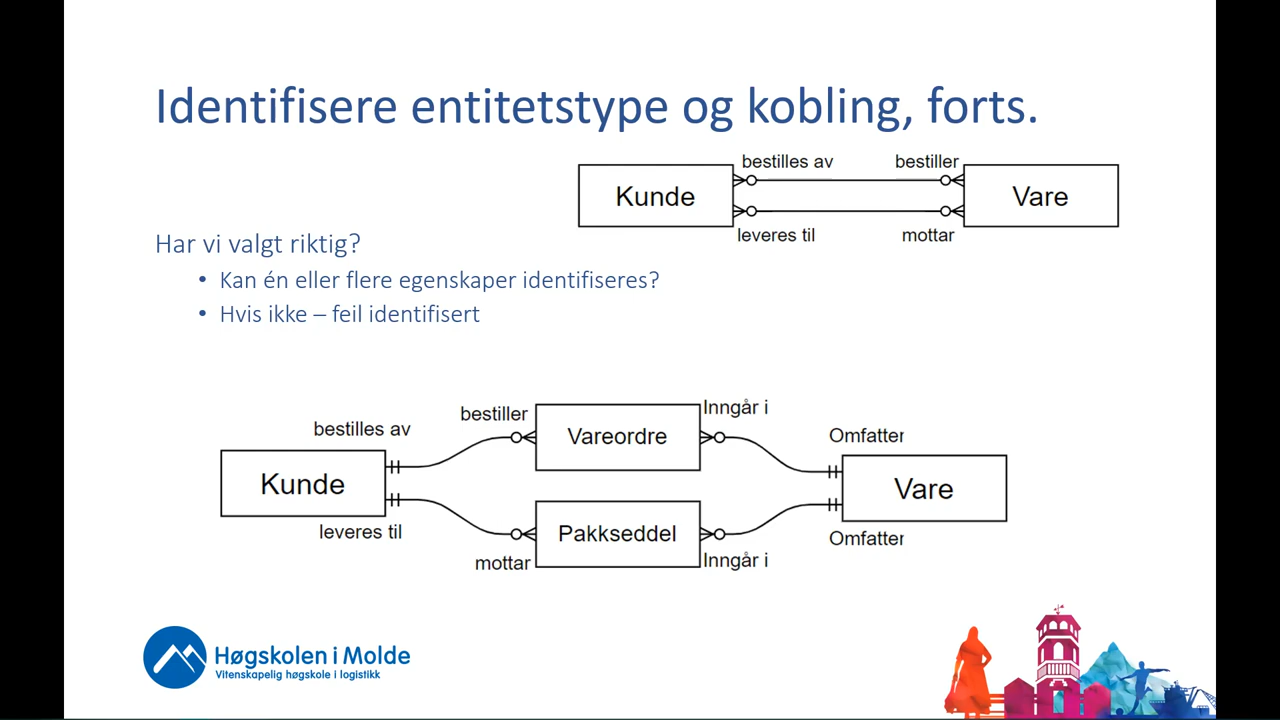 Identifisere entitetstype og kobling, forts.
bestilles av
bestiller
Kunde
Vare
leveres til
mottar
Har vi valgt riktig?
• Kan én eller flere egenskaper identifiseres?
• Hvis ikke – feil identifisert
bestilles av
bestiller
Vareordre
Inngår i
Omfatter
Kunde
Vare
leveres til
mottar
Pakkseddel
Inngår i
Omfatter
Høgskolen i Molde
Vitenskapelig høgskole i logistikk